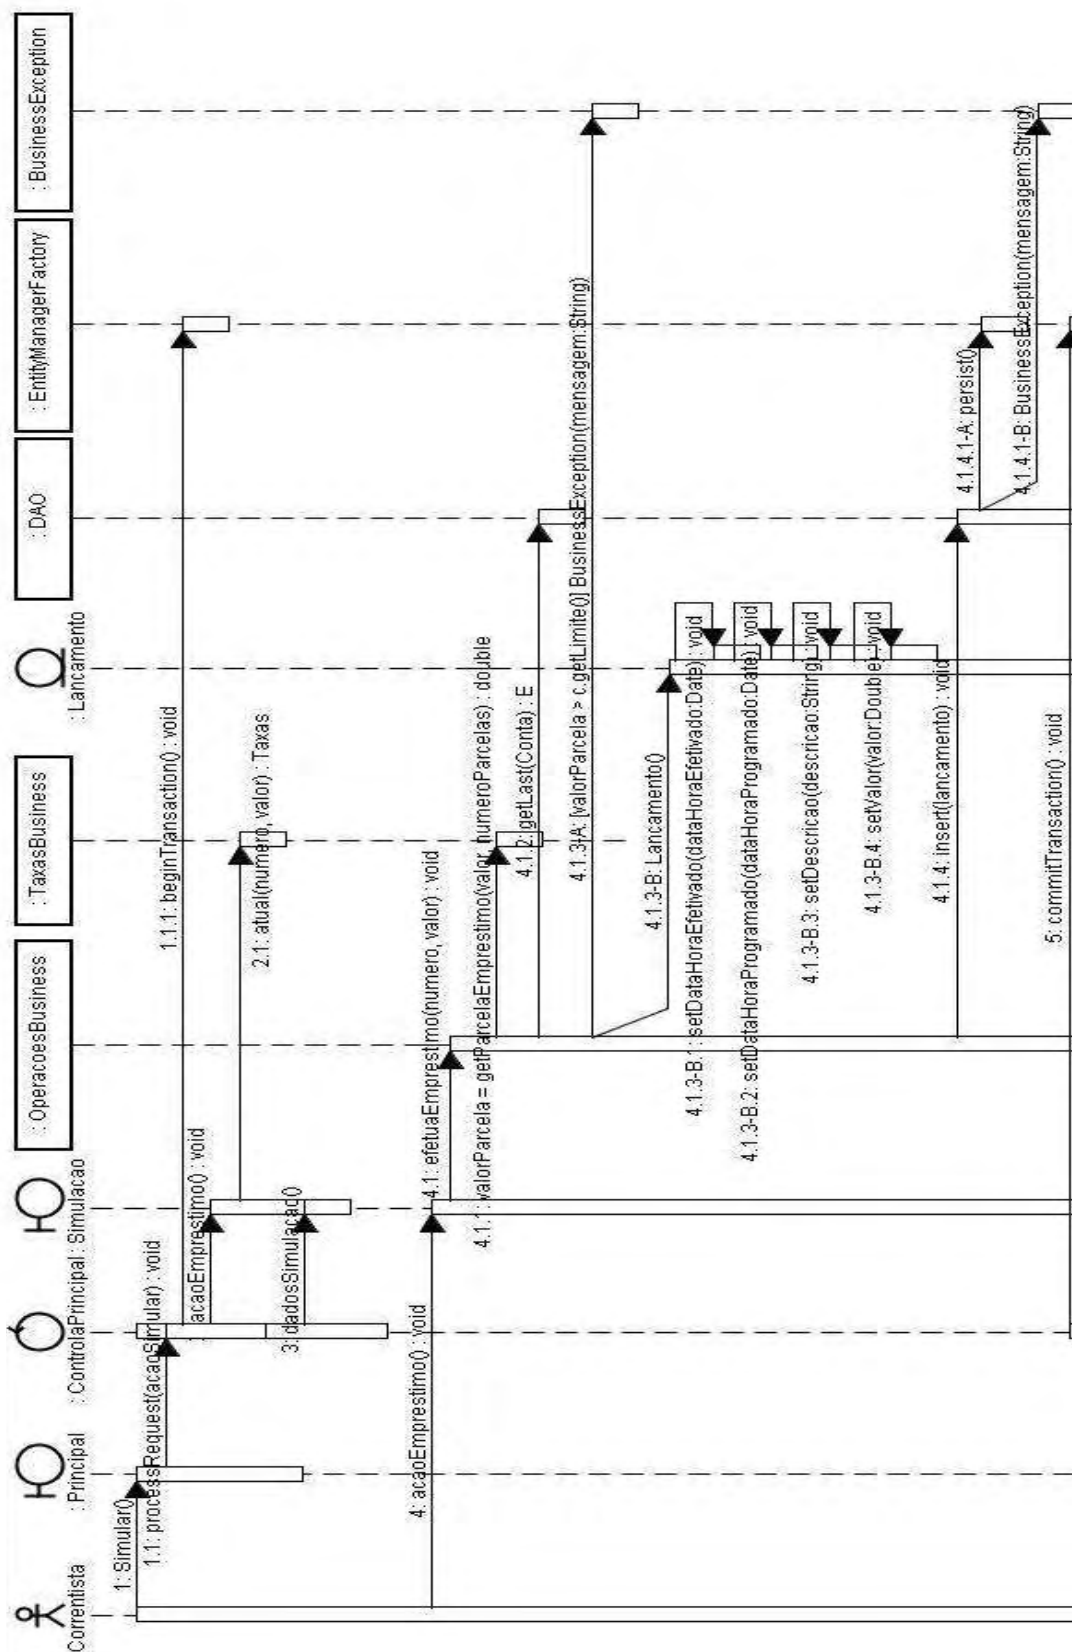 Correntista
: Principal
: ControlaPrincipal
: Simulacao
: OperacoesBusiness
:TaxasBusiness
: Lancamento
:DAO
: EntityManagerFactory
: BusinessException
1: Simular()
1.1: processRequest(acaoSimular) : void
1.1.1: beginTransaction() : void
: acaoEmprestimo() : void
2.1: atual(numero, valor) : Taxas
3: dadosSimulacao()
4: acaoEmprestimo() : void
4.1: efetuaEmprestimo(numero, valor) : void
4.1.1: valorParcela = getParcelaEmprestimo(valor, numeroParcelas) : double
4.1.2: getLast(Conta) : E
4.1.3-A: [valorParcela > c.getLimite()] BusinessException(mensagem:String)
4.1.3-B: Lancamento()
4.1.3-B.1: setDataHoraEfetivado(dataHoraEfetivado:Date) : void
4.1.3-B.2: setDataHoraProgramado(dataHoraProgramado:Date) : void
4.1.3-B.3: setDescricao(descricao:String) : void
4.1.3-B.4: setValor(valor:Double) : void
4.1.4: insert(lancamento) : void
4.1.4.1-A: persist()
4.1.4.1-B: BusinessException(mensagem:String)
5: commitTransaction() : void